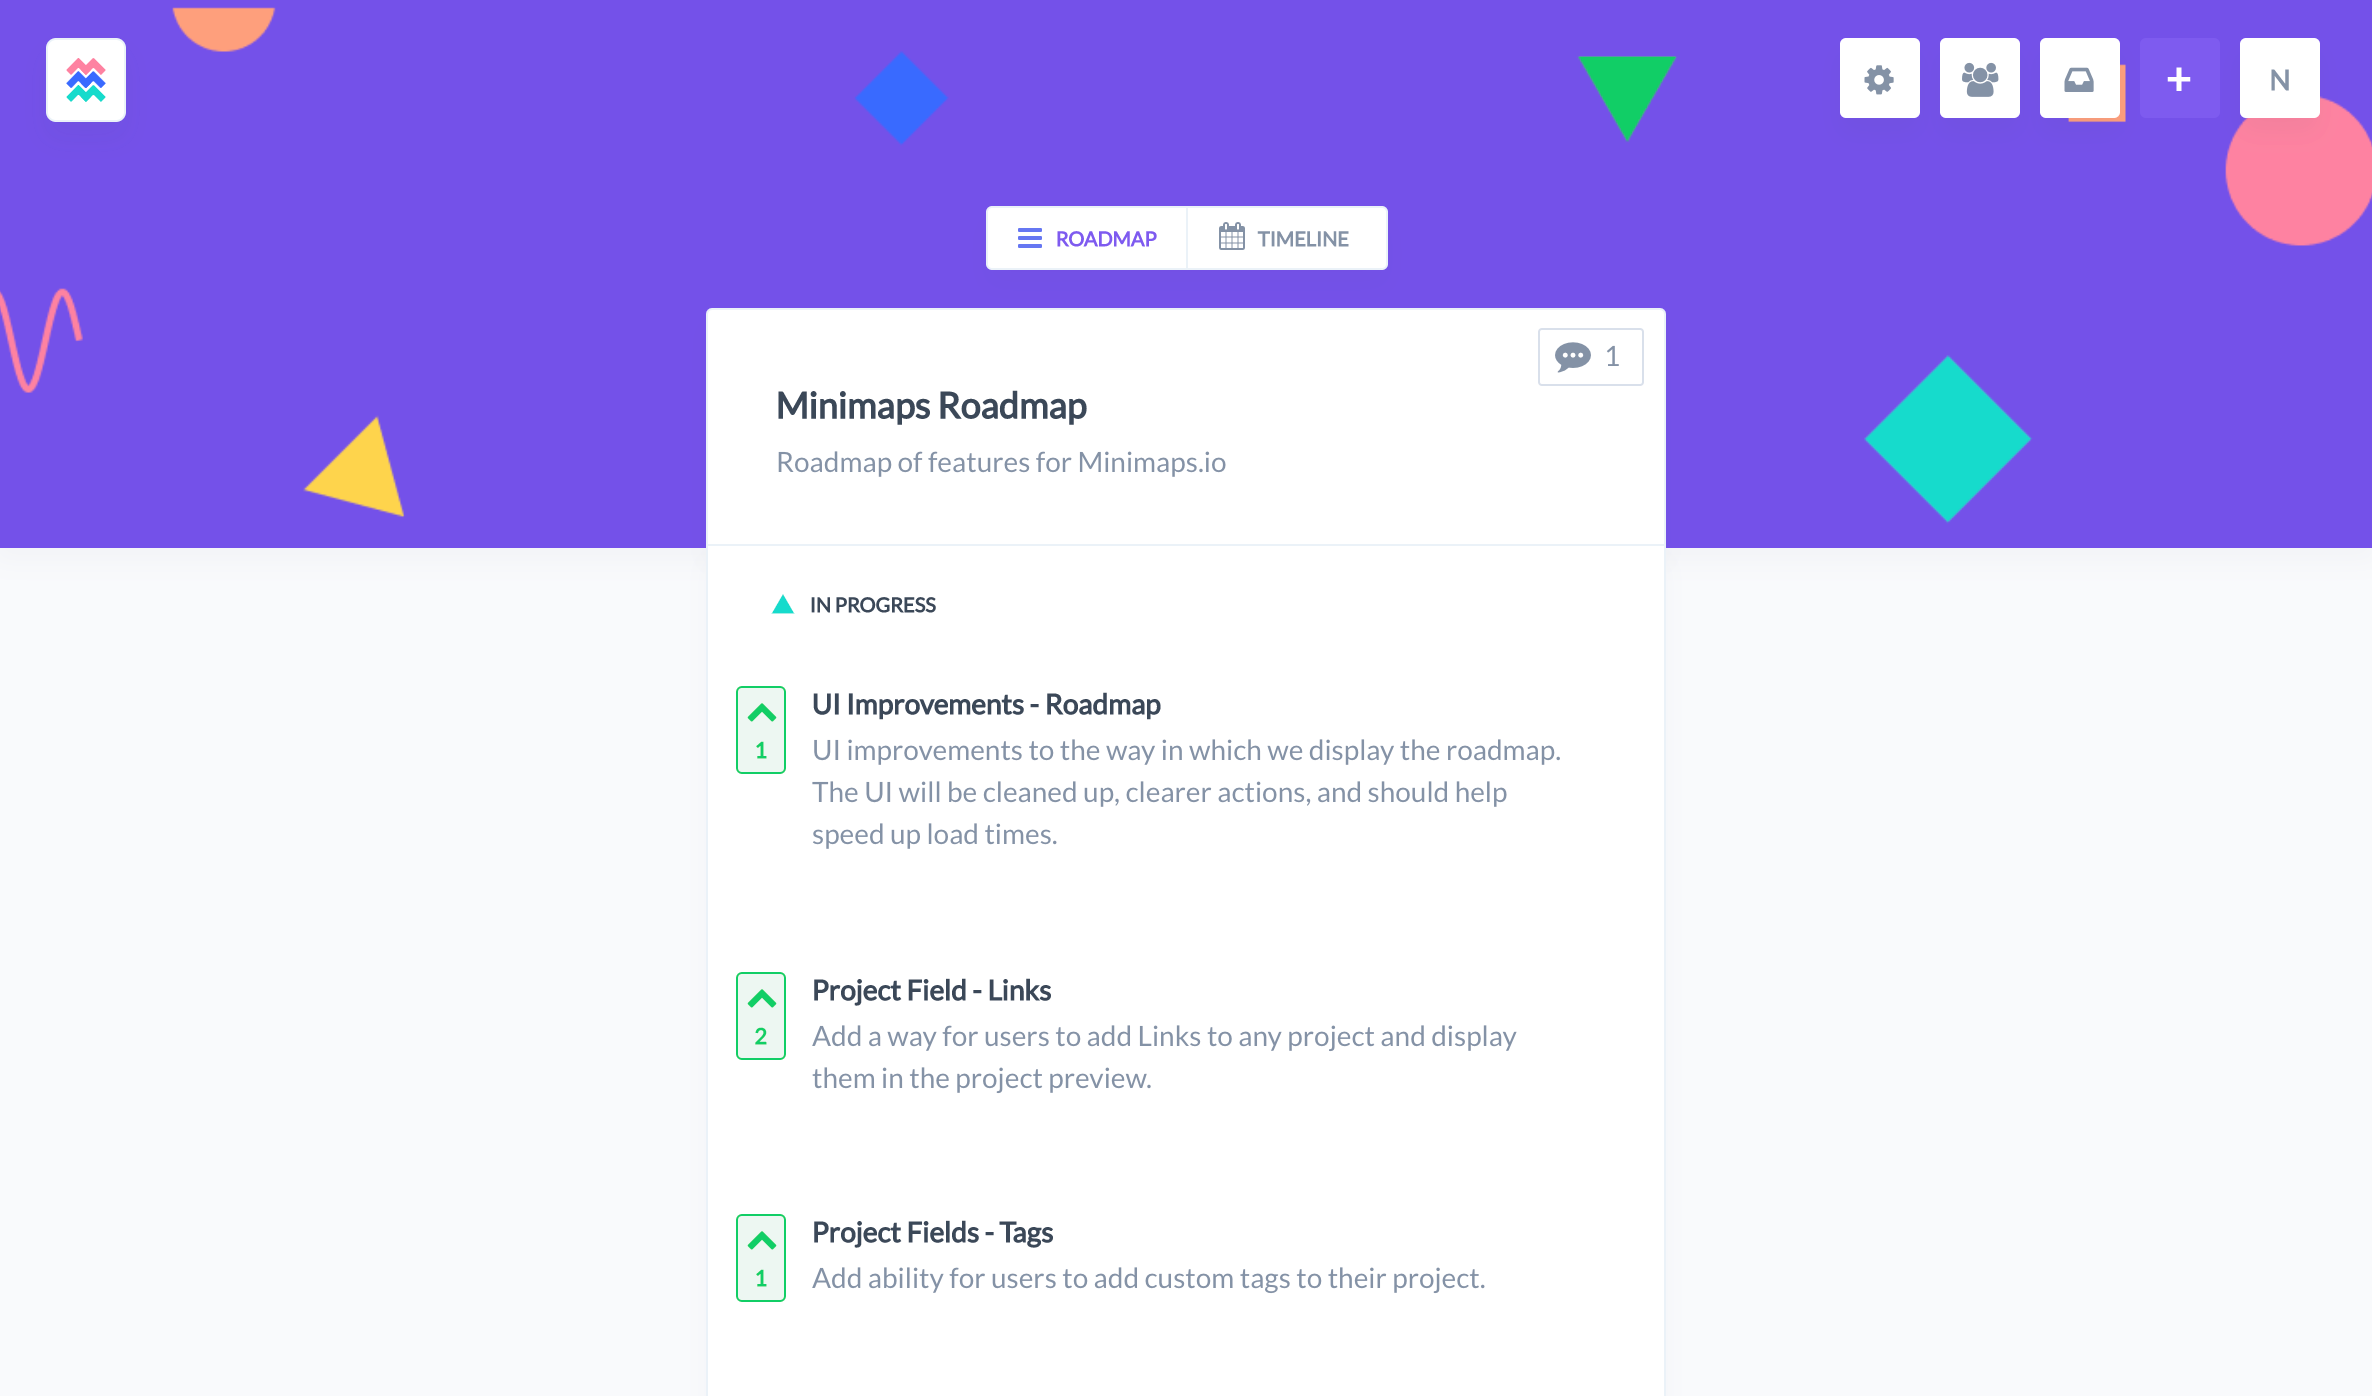 N
ROADMAP
TIMELINE
1
Minimaps Roadmap
Roadmap of features for Minimaps.io
IN PROGRESS
1
UI Improvements - Roadmap
UI improvements to the way in which we display the roadmap.
The UI will be cleaned up, clearer actions, and should help
speed up load times.
2
Project Field - Links
Add a way for users to add Links to any project and display
them in the project preview.
1
Project Fields - Tags
Add ability for users to add custom tags to their project.